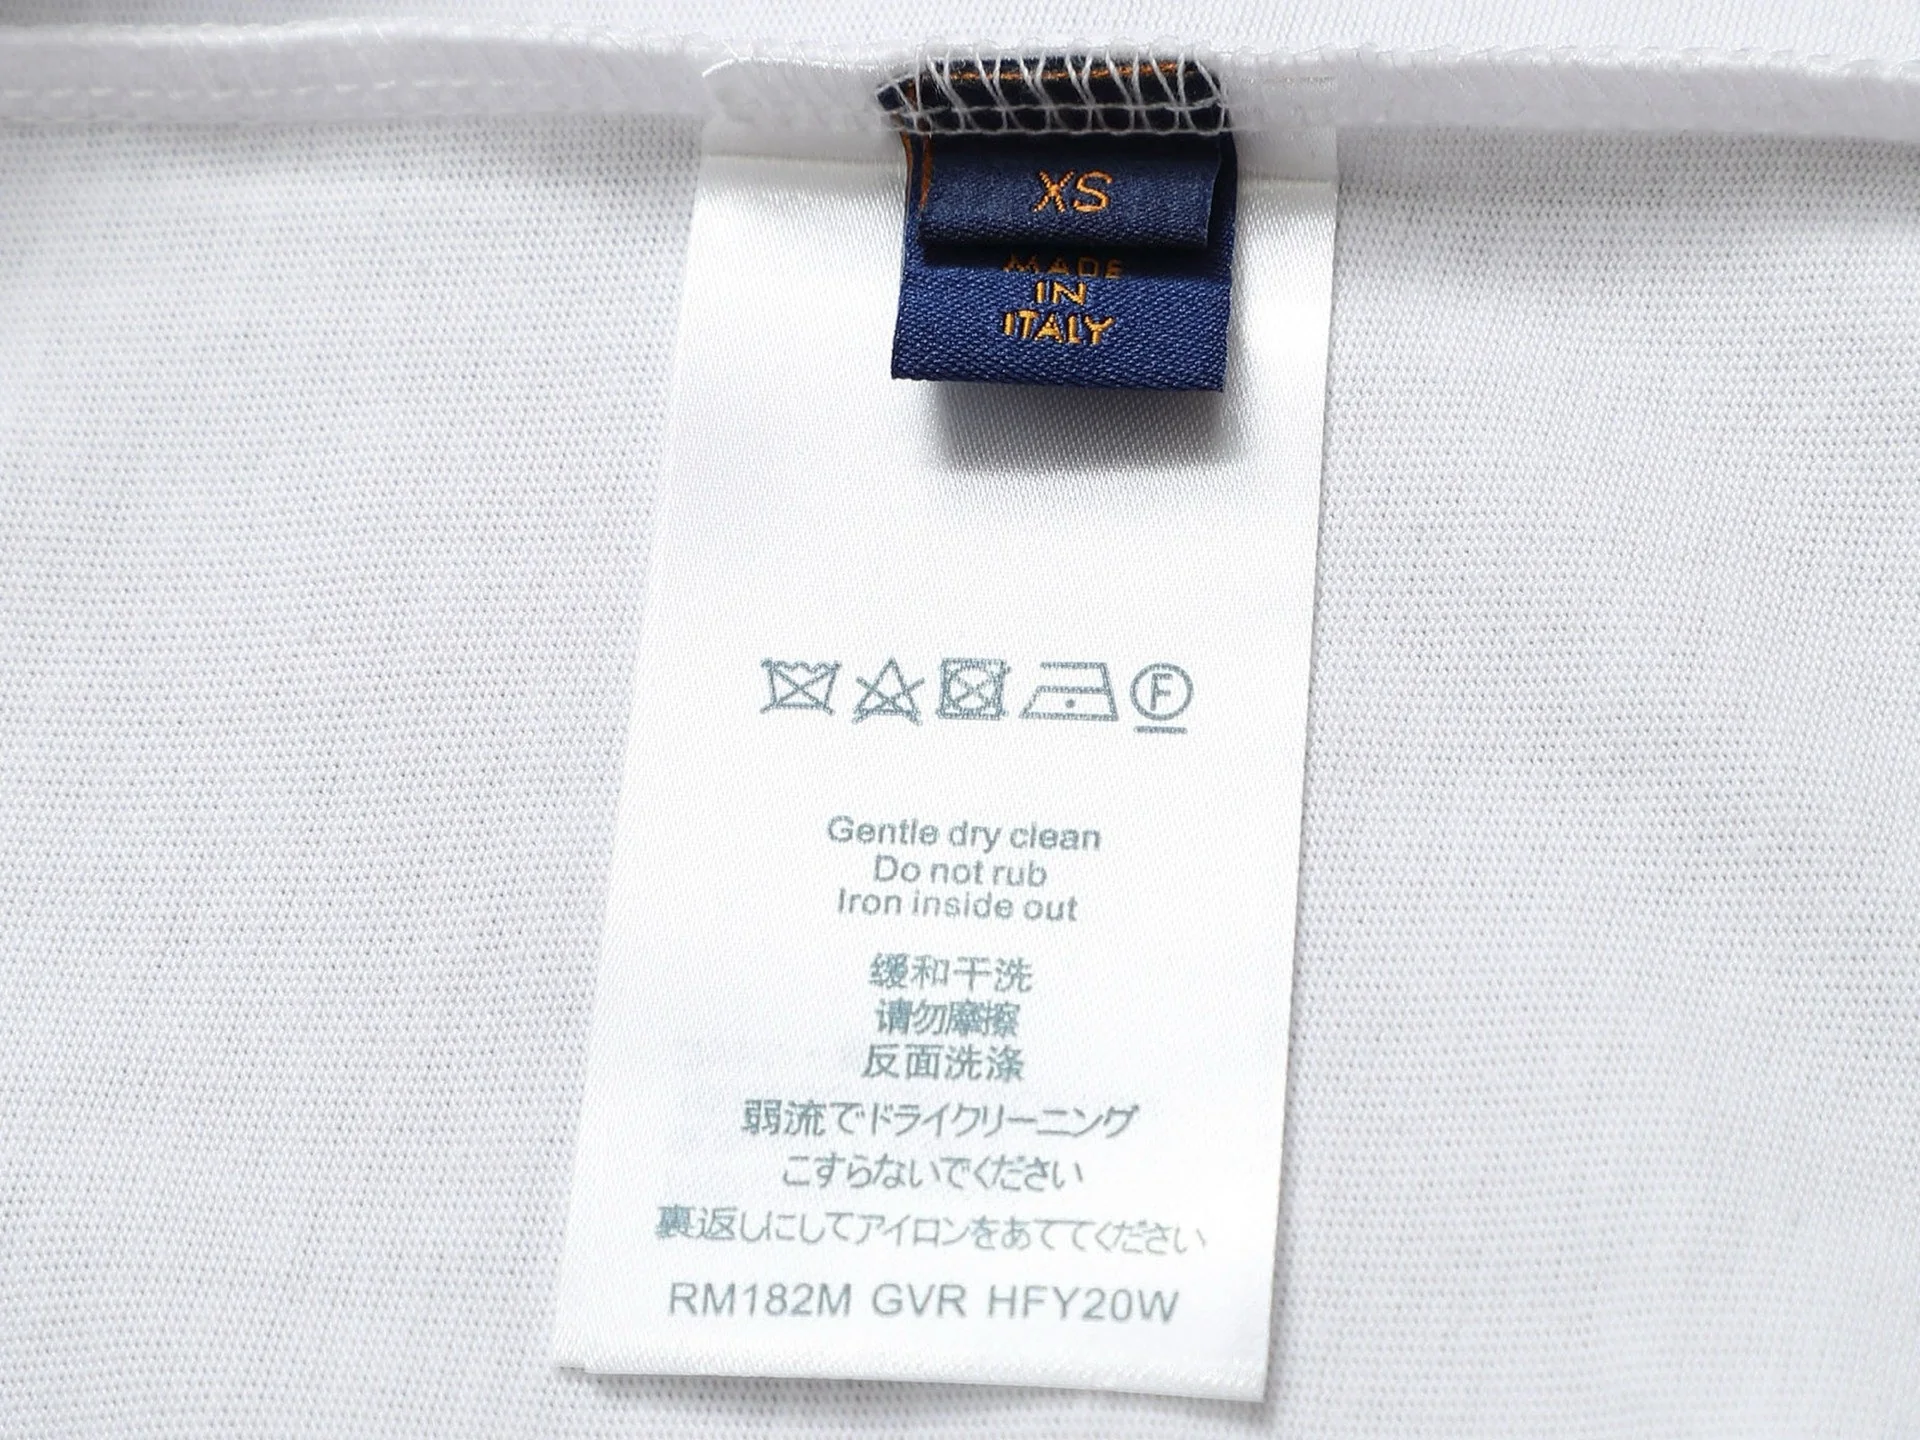 XS
MADE
IN
ITALY
F
Gentle dry clean
Do not rub
Iron inside out
缓和干洗
请勿摩擦
反面洗涤
弱流でドライクリーニング
こすらないでください
裏返しにしてアイロンをあててください
RM182M GVR HFY20W